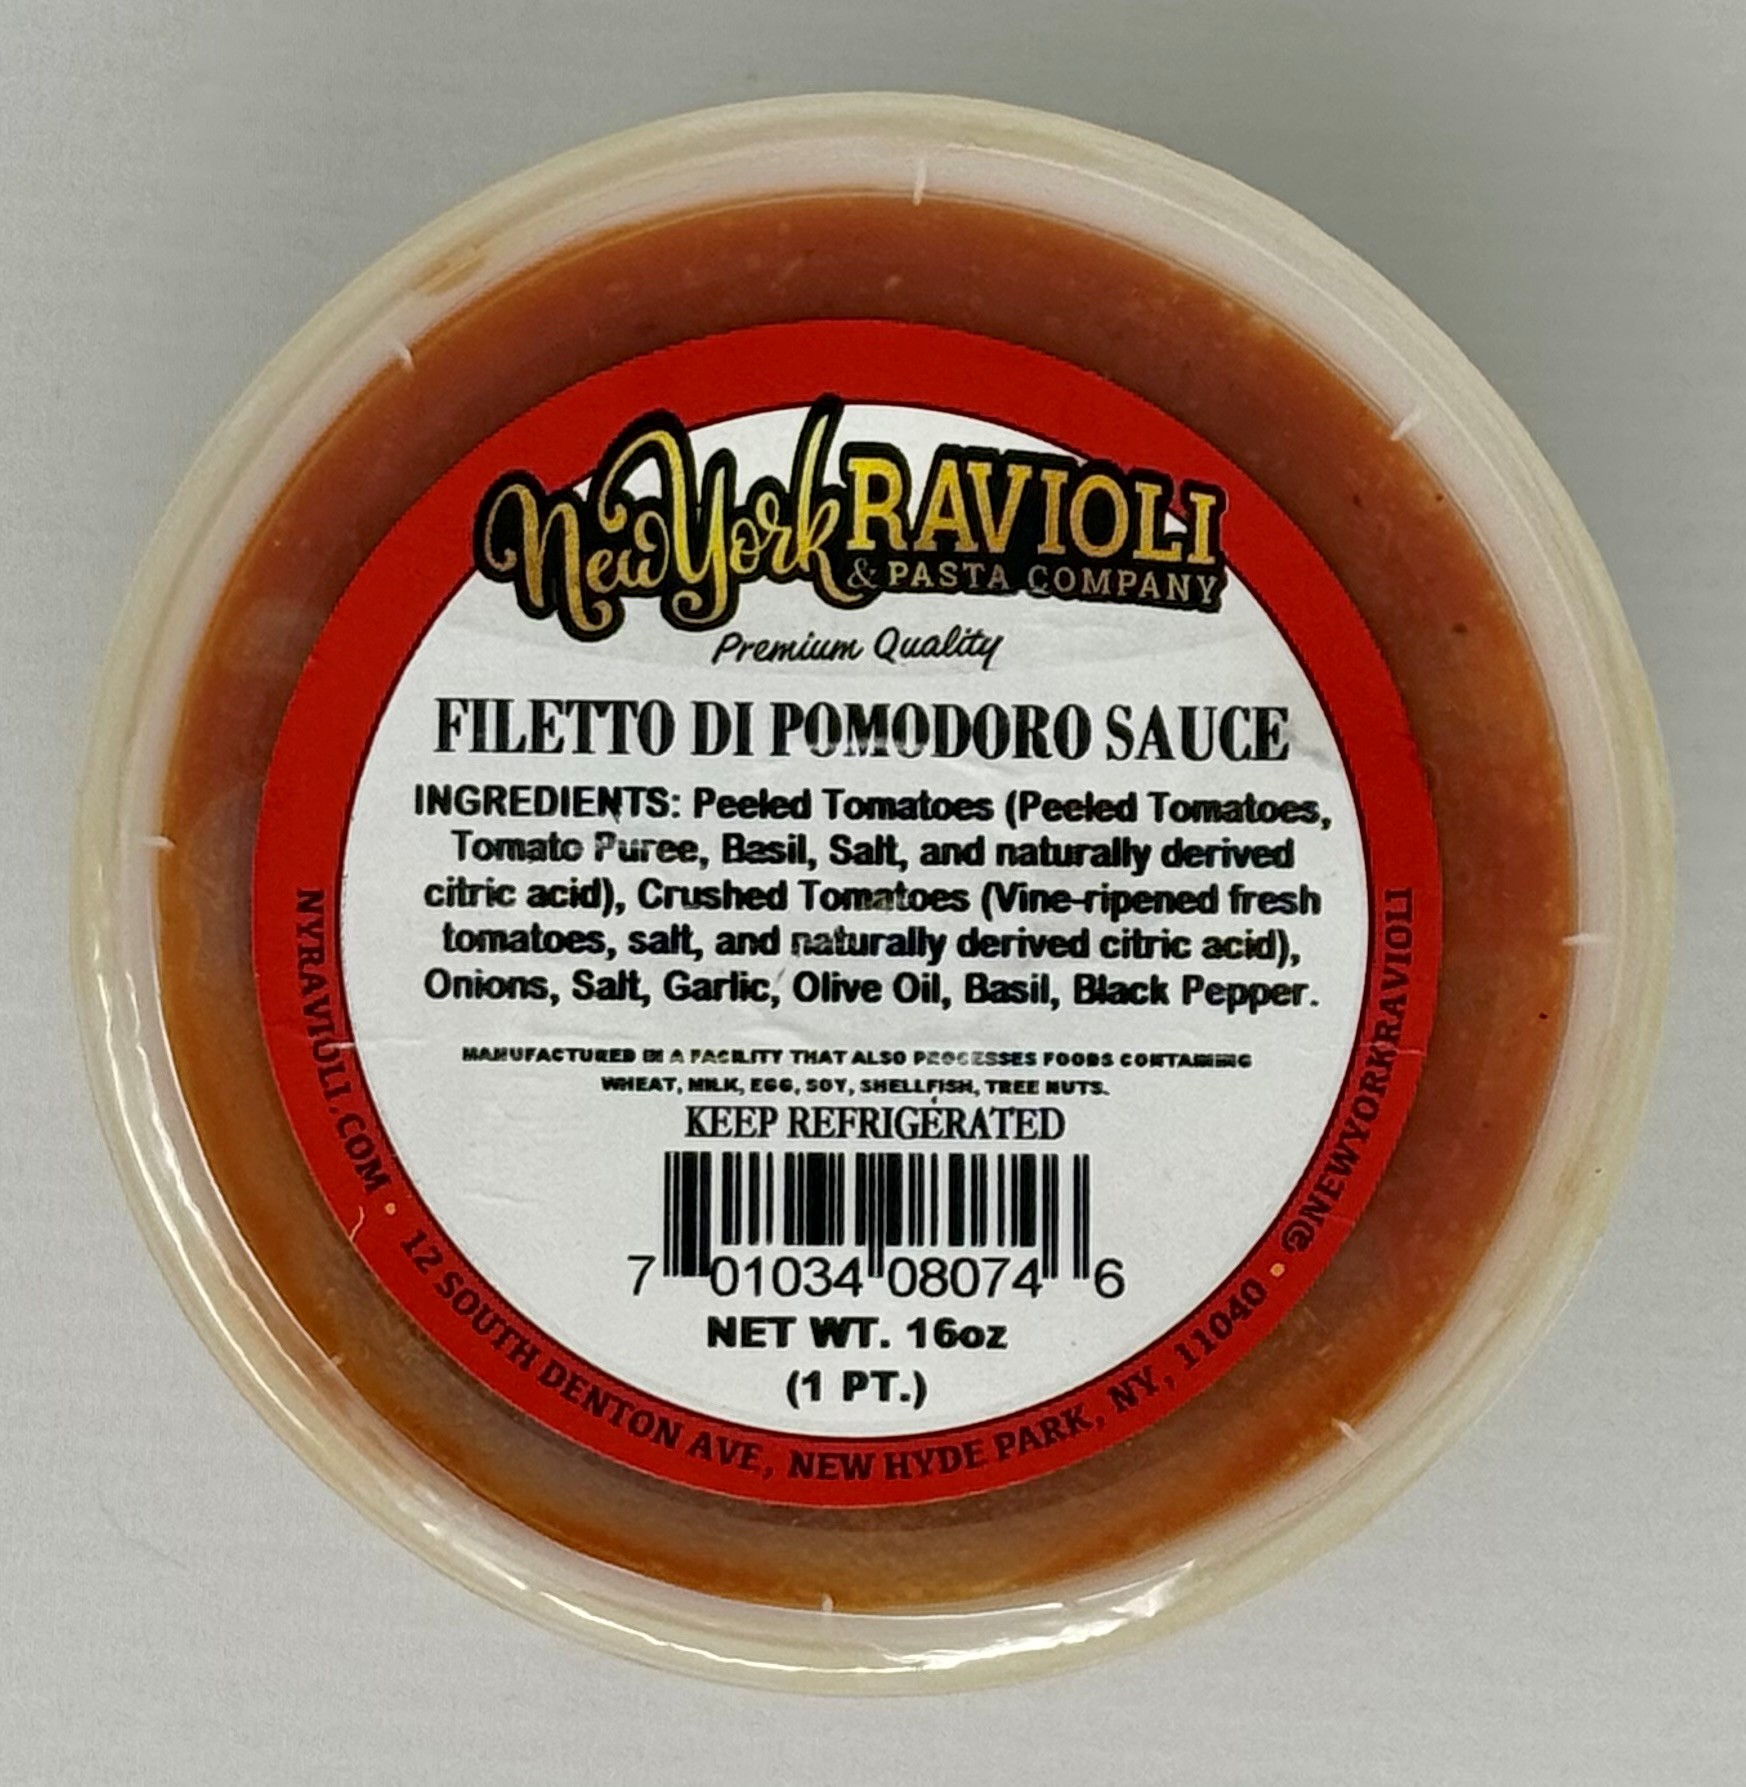 New York RAVIOLI
& PASTA COMPANY
Premium Quality
FILETTO DI POMODORO SAUCE
INGREDIENTS: Peeled Tomatoes (Peeled Tomatoes,
Tomato Puree, Basil, Salt, and naturally derived
citric acid), Crushed Tomatoes (Vine-ripened fresh
tomatoes, salt, and naturally derived citric acid),
Onions, Salt, Garlic, Olive Oil, Basil, Black Pepper.
MANUFACTURED IN A FACILITY THAT ALSO PROCESSES FOODS CONTAINING
WHEAT, MILK, EGG, SOY, SHELLFISH, TREE NUTS.
KEEP REFRIGERATED
7 01034 08074 6
NET WT. 16oz
(1 PT.)
NYRAVIOLI.COM • 12 SOUTH DENTON AVE, NEW HYDE PARK, NY, 11040 • @NEWYORKRAVIOLI